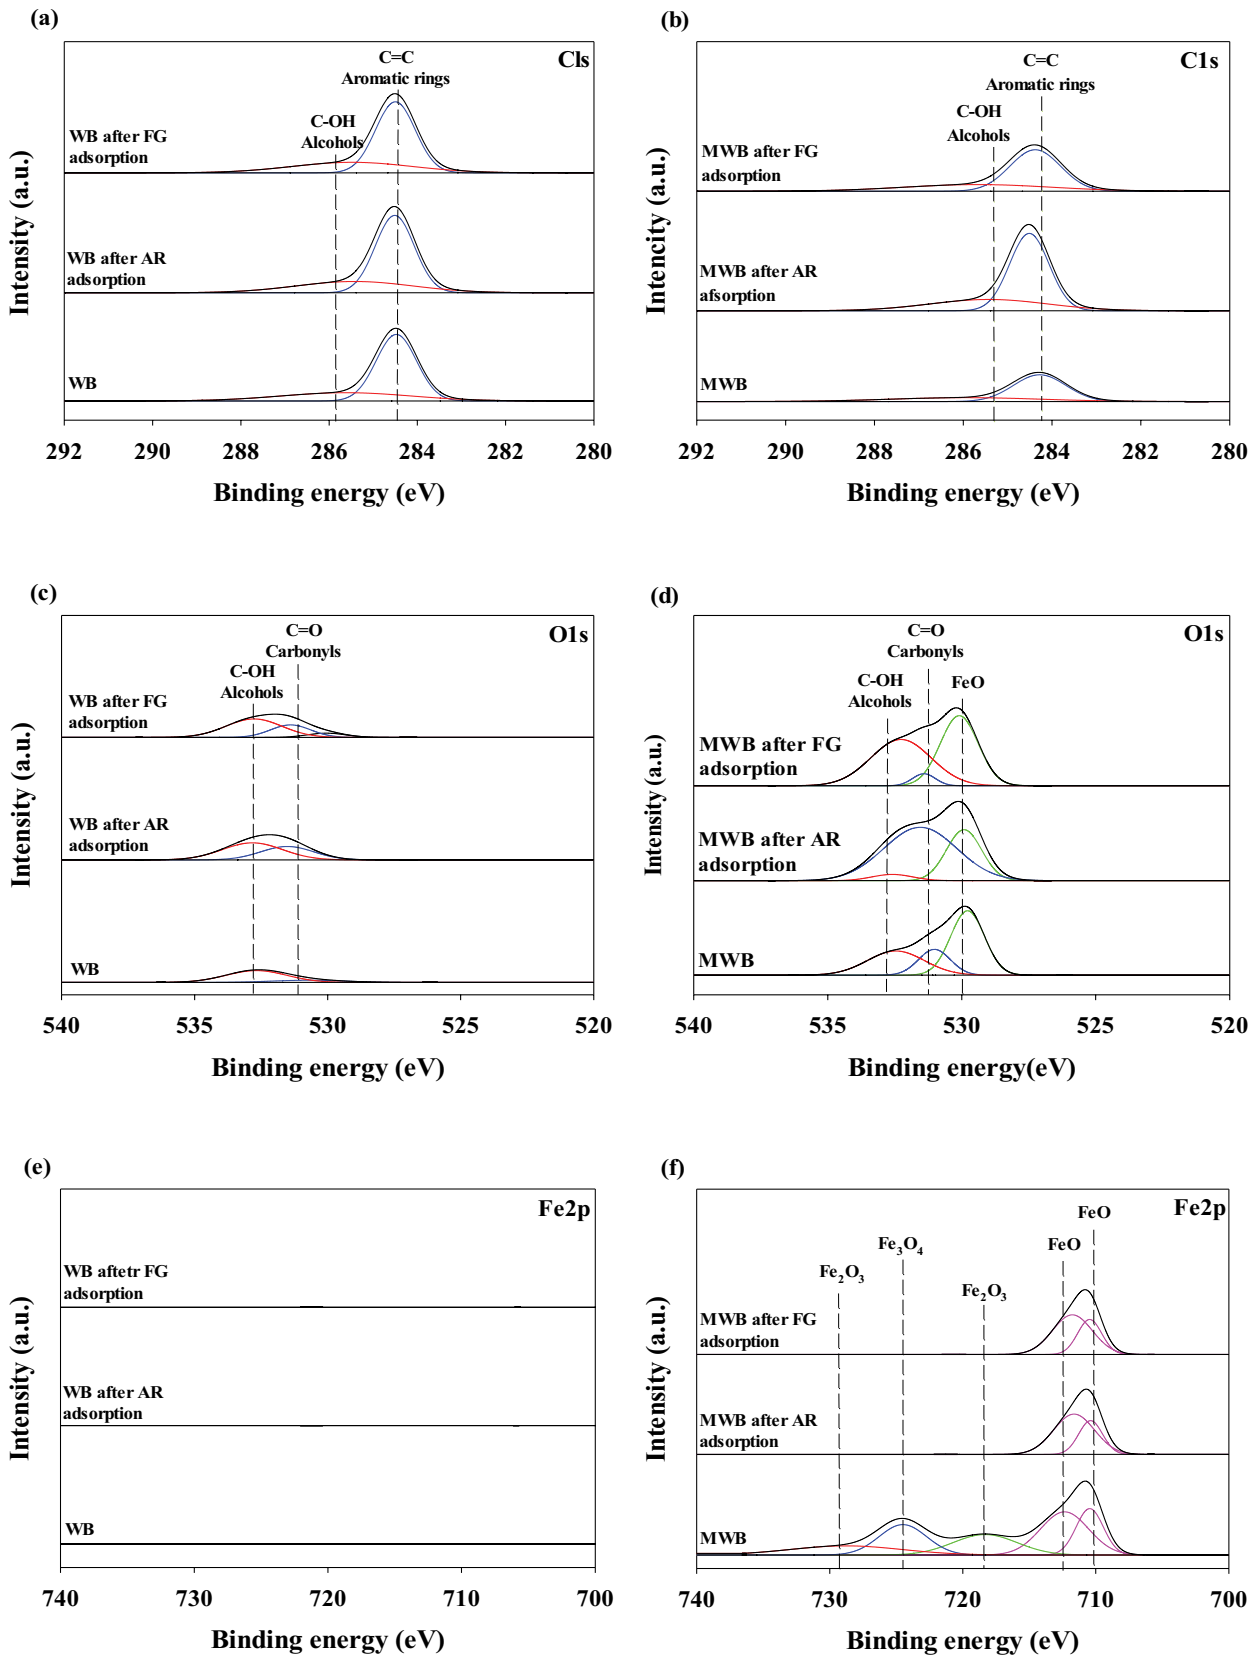 (a)
Cls
C=C
Aromatic rings
C-OH
Alcohols
WB after FG
adsorption
WB after AR
adsorption
WB
Intensity (a.u.)
292 290 288 286 284 282 280
Binding energy (eV)
(b)
C1s
C=C
Aromatic rings
C-OH
Alcohols
MWB after FG
adsorption
MWB after AR
afsorption
MWB
Intencity (a.u.)
292 290 288 286 284 282 280
Binding energy (eV)
(c)
O1s
C=O
Carbonyls
C-OH
Alcohols
WB after FG
adsorption
WB after AR
adsorption
WB
Intensity (a.u.)
540 535 530 525 520
Binding energy (eV)
(d)
O1s
C=O
Carbonyls
C-OH
Alcohols
FeO
MWB after FG
adsorption
MWB after AR
adsorption
MWB
Intensity (a.u.)
540 535 530 525 520
Binding energy(eV)
(e)
Fe2p
WB aftetr FG
adsorption
WB after AR
adsorption
WB
Intensity (a.u.)
740 730 720 710 700
Binding energy (eV)
(f)
Fe2p
FeO
FeO
Fe3O4
Fe2O3
Fe2O3
MWB after FG
adsorption
MWB after AR
adsorption
MWB
Intensity (a.u.)
740 730 720 710 700
Binding energy (eV)